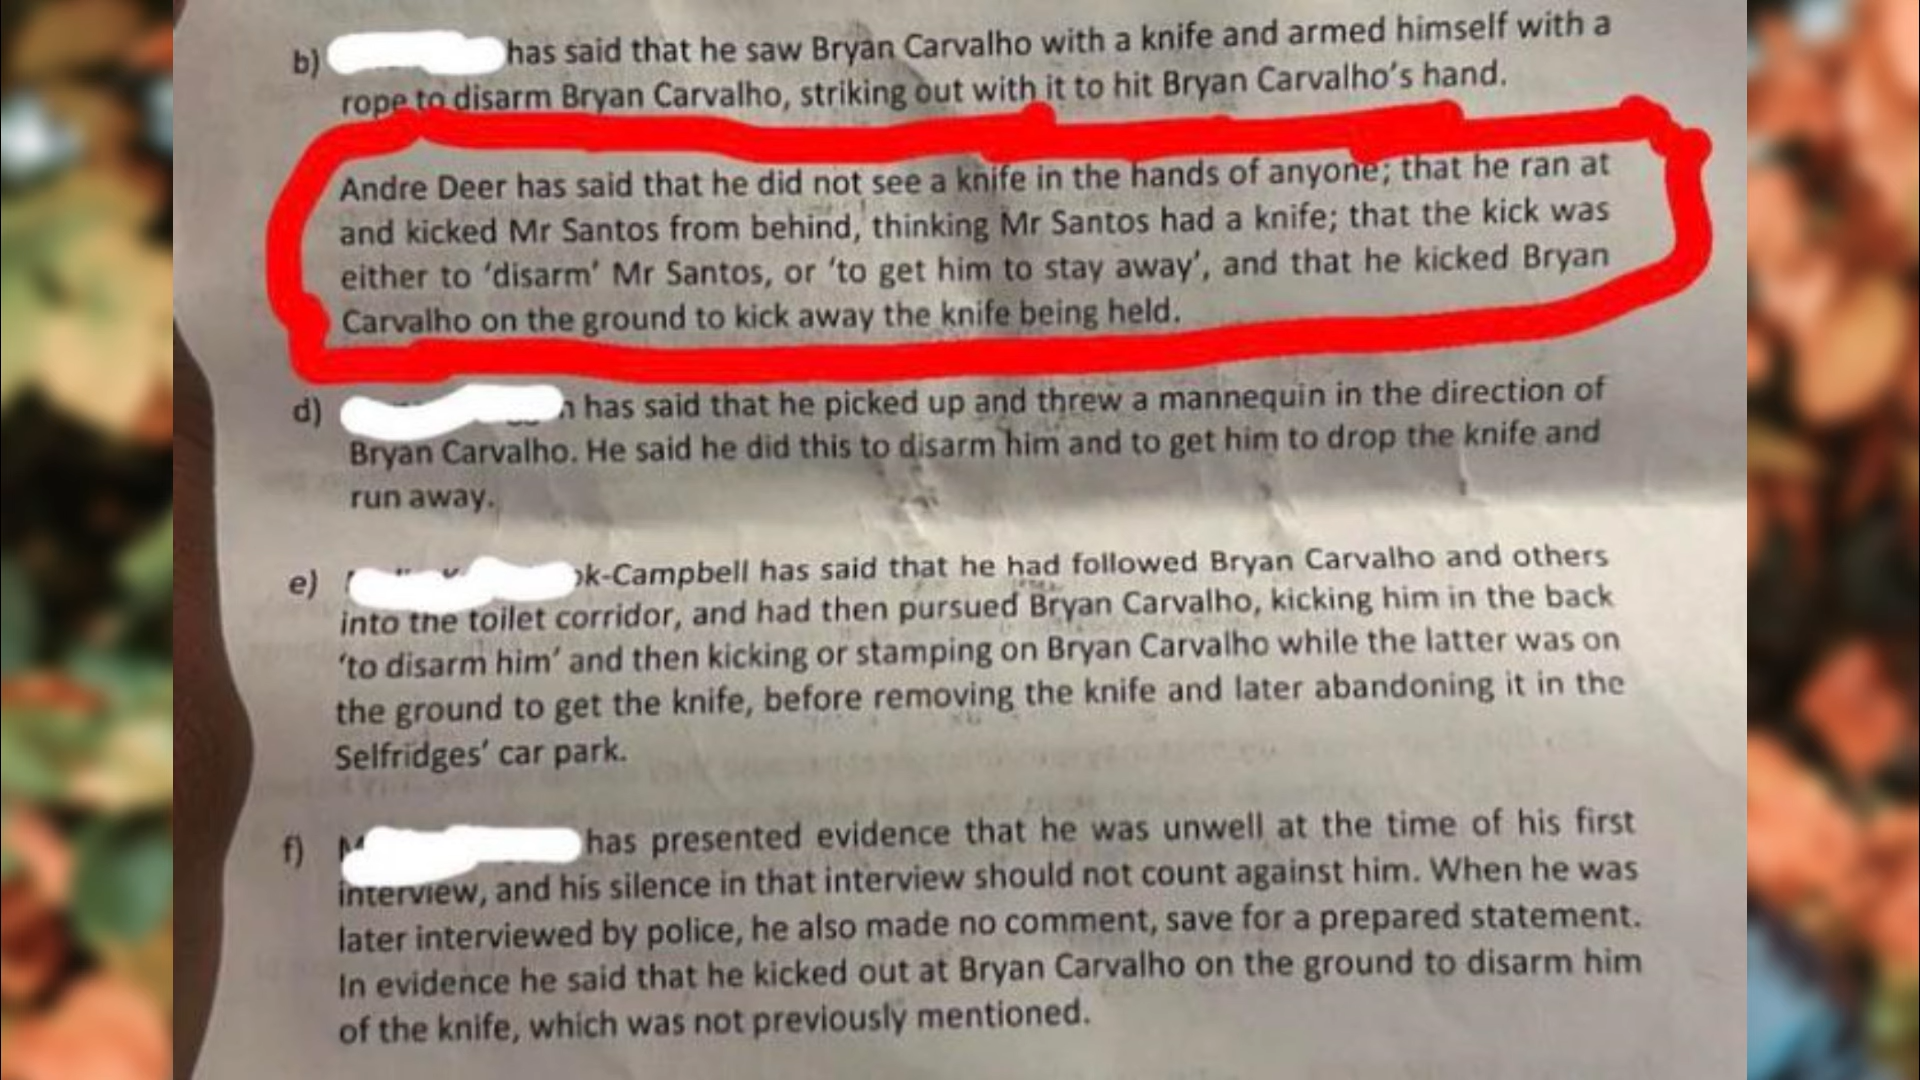 b) has said that he saw Bryan Carvalho with a knife and armed himself with a
rope to disarm Bryan Carvalho, striking out with it to hit Bryan Carvalho's hand.
Andre Deer has said that he did not see a knife in the hands of anyone; that he ran at
and kicked Mr Santos from behind, thinking Mr Santos had a knife; that the kick was
either to 'disarm' Mr Santos, or 'to get him to stay away', and that he kicked Bryan
Carvalho on the ground to kick away the knife being held.
d) has said that he picked up and threw a mannequin in the direction of
Bryan Carvalho. He said he did this to disarm him and to get him to drop the knife and
run away.
e) k-Campbell has said that he had followed Bryan Carvalho and others
into the toilet corridor, and had then pursued Bryan Carvalho, kicking him in the back
'to disarm him' and then kicking or stamping on Bryan Carvalho while the latter was on
the ground to get the knife, before removing the knife and later abandoning it in the
Selfridges' car park.
f) has presented evidence that he was unwell at the time of his first
interview, and his silence in that interview should not count against him. When he was
later interviewed by police, he also made no comment, save for a prepared statement.
In evidence he said that he kicked out at Bryan Carvalho on the ground to disarm him
of the knife, which was not previously mentioned.